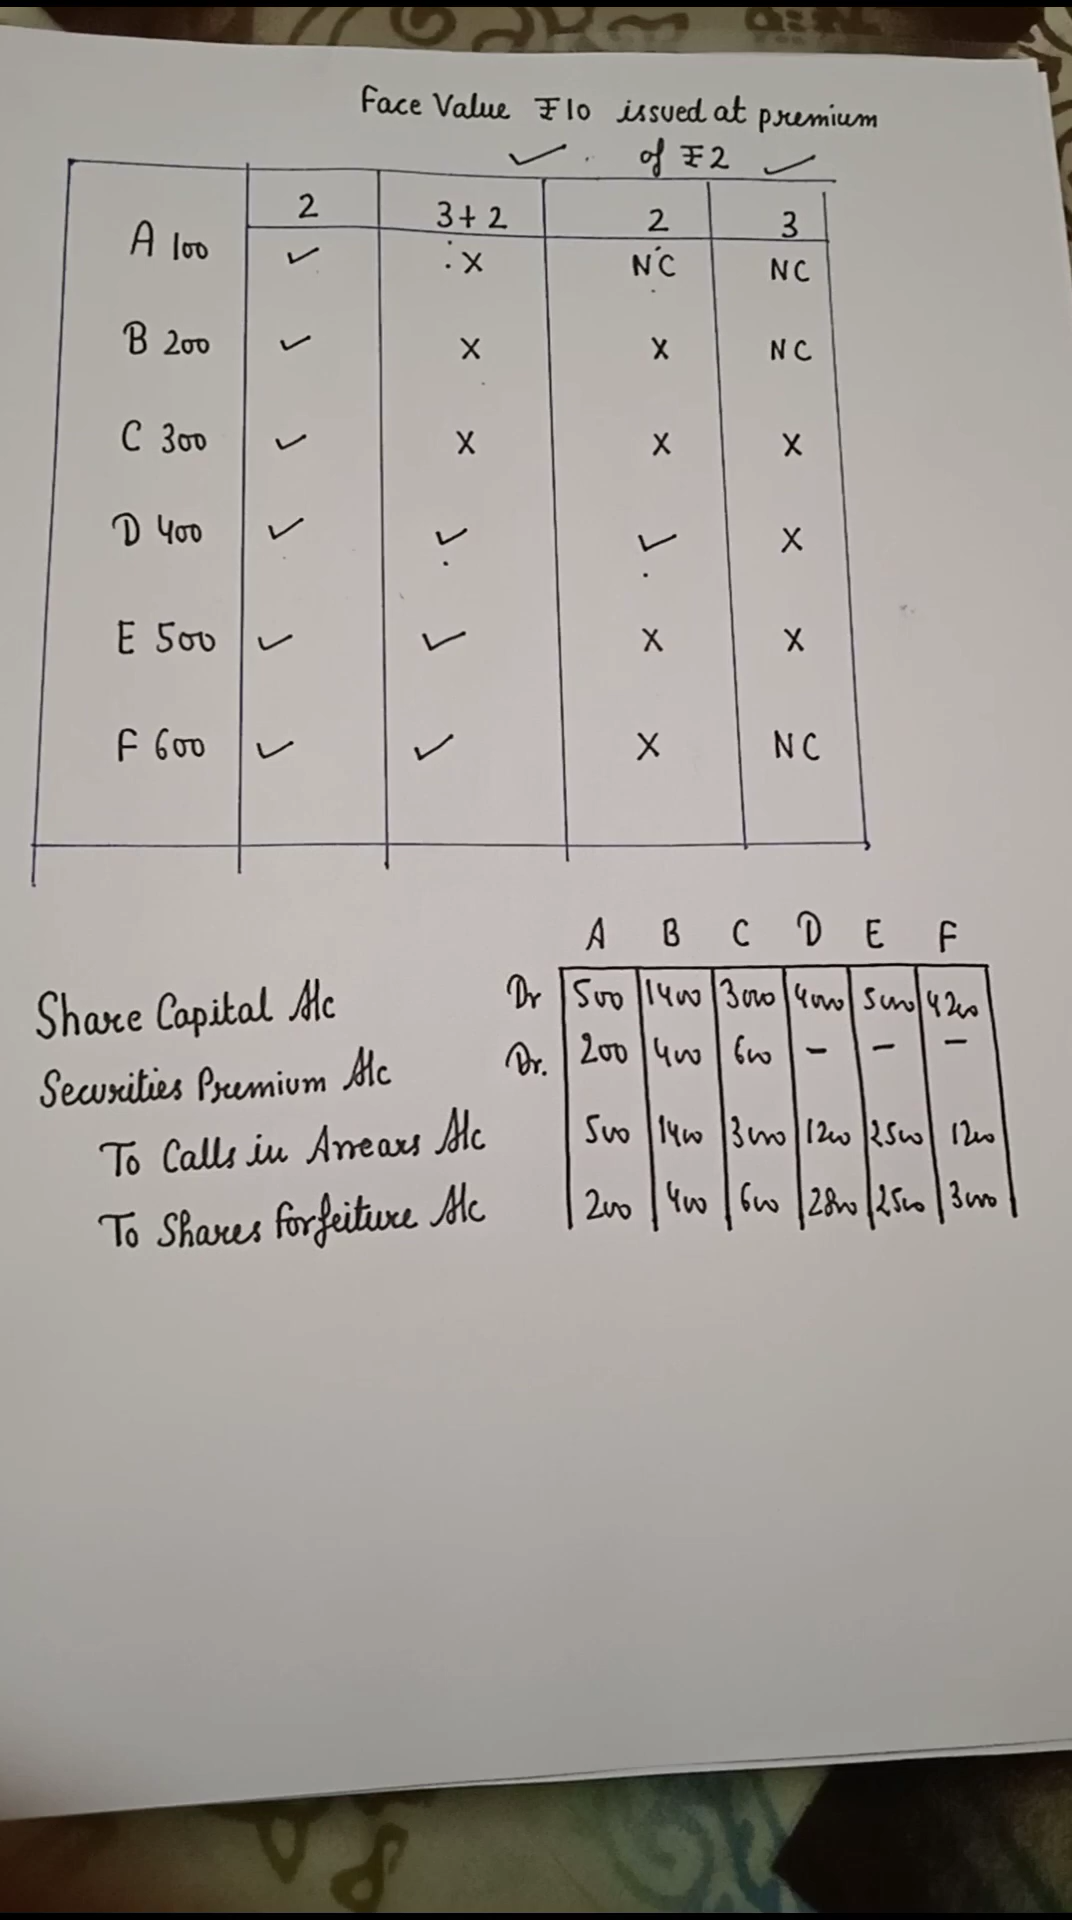 Face Value ₹10 issued at premium
✓ of ₹2 ✓
2 3+2 2 3
A 100 ✓ X NC NC
B 200 ✓ X X NC
C 300 ✓ X X X
D 400 ✓ ✓ ✓ X
E 500 ✓ ✓ X X
F 600 ✓ ✓ X NC
A B C D E F
Share Capital A/c Dr 500 1400 3000 4000 5000 4200
Securities Premium A/c Dr. 200 400 600 - - -
To Calls in Arrears A/c 500 1400 3000 1200 2500 1200
To Shares forfeiture A/c 200 400 600 2800 2500 3000